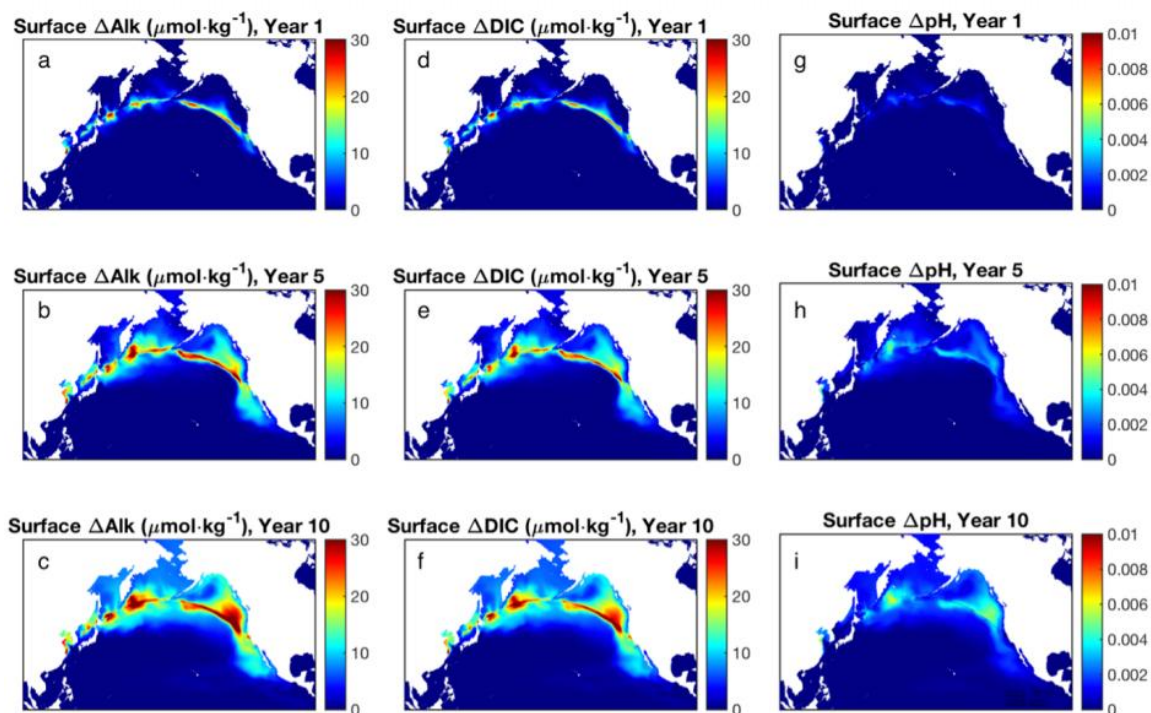 Surface ΔAlk (μmol·kg⁻¹), Year 1
a
30
20
10
0
Surface ΔDIC (μmol·kg⁻¹), Year 1
d
30
20
10
0
Surface ΔpH, Year 1
g
0.01
0.008
0.006
0.004
0.002
0
Surface ΔAlk (μmol·kg⁻¹), Year 5
b
30
20
10
0
Surface ΔDIC (μmol·kg⁻¹), Year 5
e
30
20
10
0
Surface ΔpH, Year 5
h
0.01
0.008
0.006
0.004
0.002
0
Surface ΔAlk (μmol·kg⁻¹), Year 10
c
30
20
10
0
Surface ΔDIC (μmol·kg⁻¹), Year 10
f
30
20
10
0
Surface ΔpH, Year 10
i
0.01
0.008
0.006
0.004
0.002
0